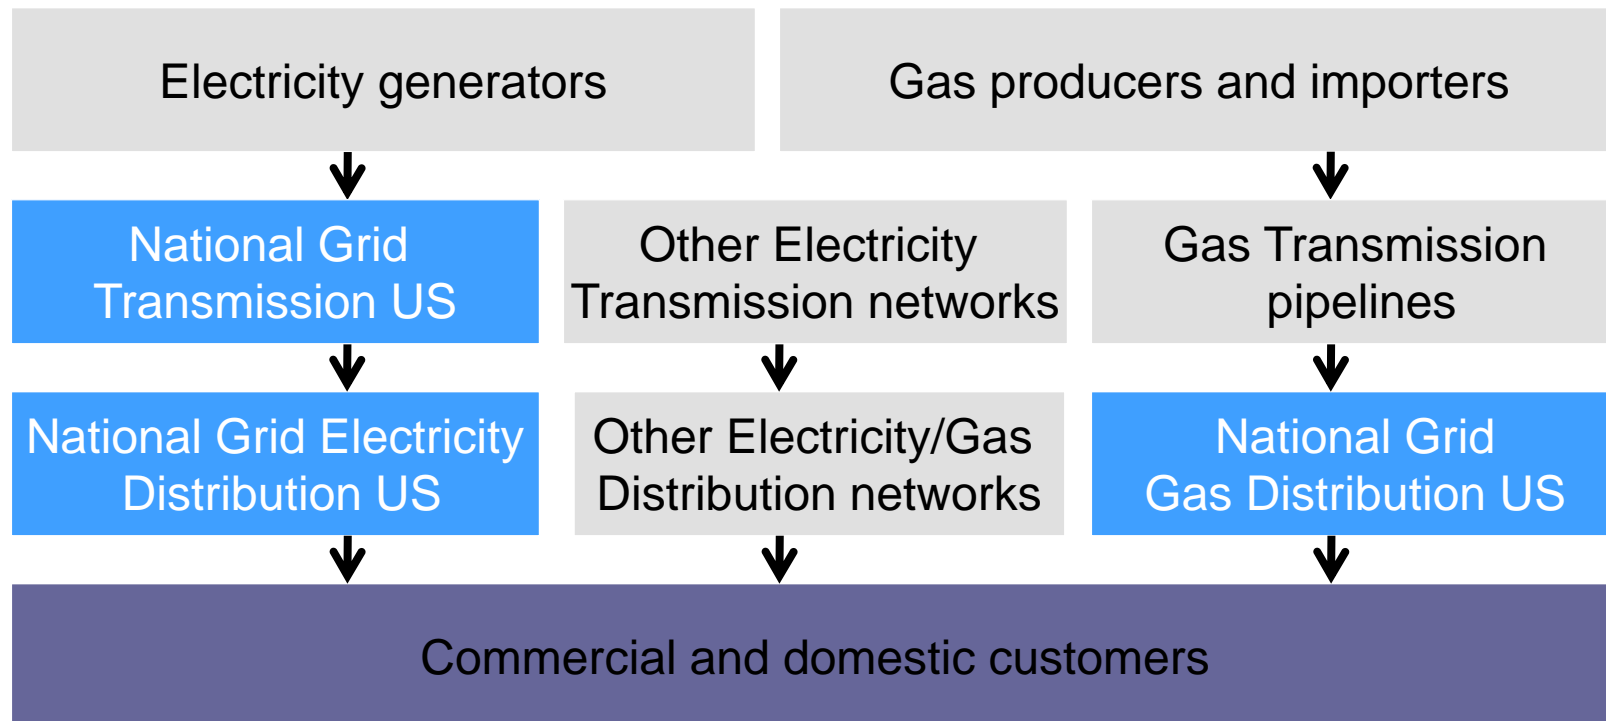 Electricity generators
Gas producers and importers
National Grid
Transmission US
Other Electricity
Transmission networks
Gas Transmission
pipelines
National Grid Electricity
Distribution US
Other Electricity/Gas
Distribution networks
National Grid
Gas Distribution US
Commercial and domestic customers